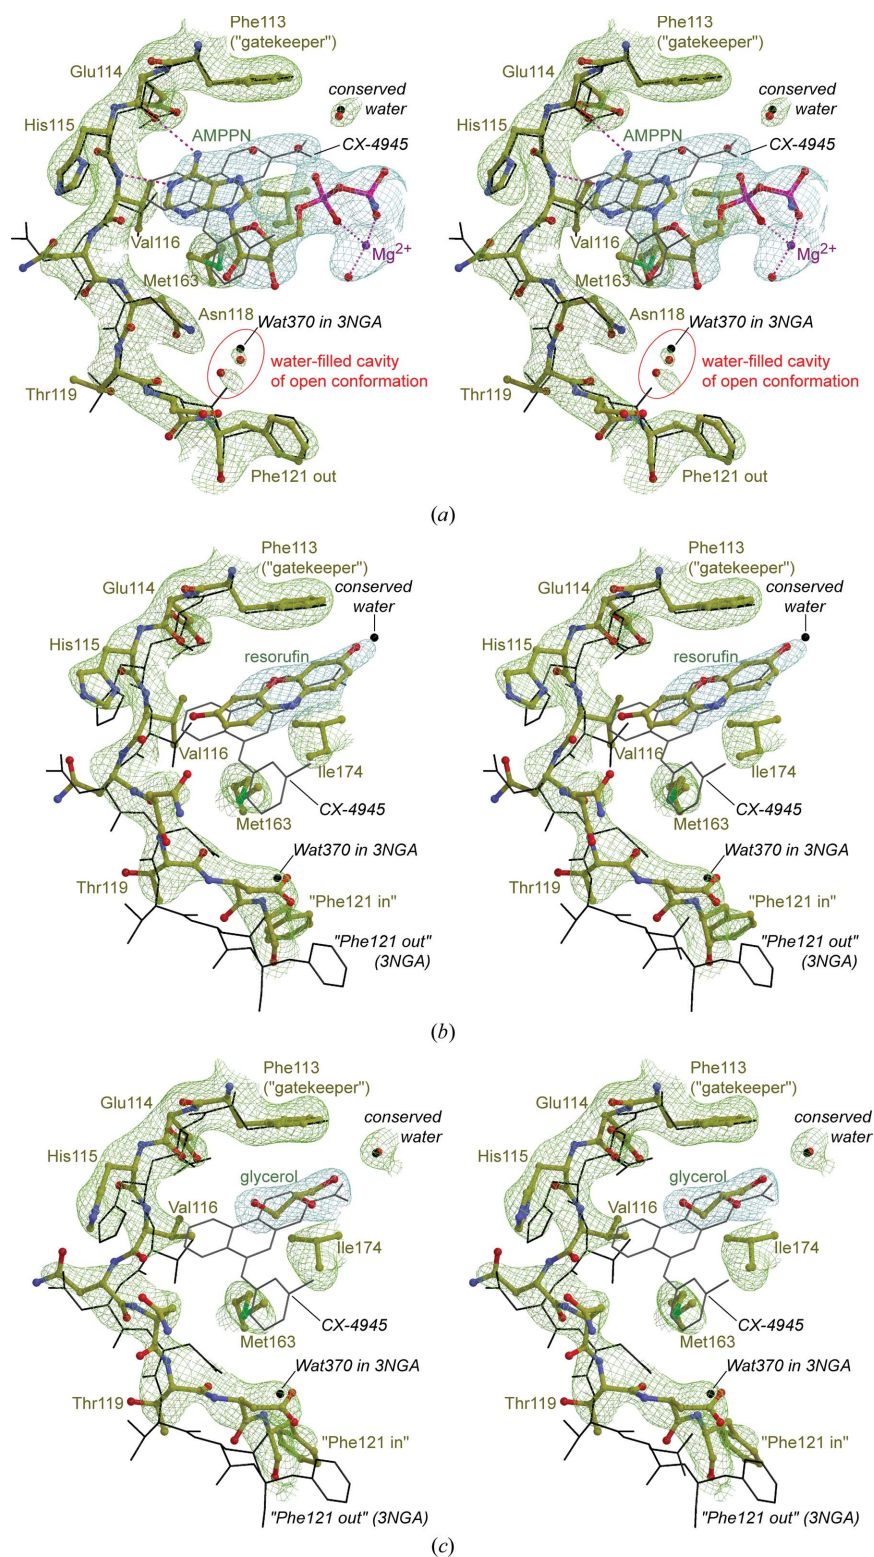 Phe113
("gatekeeper")
Glu114
conserved
water
His115
AMPPN
CX-4945
Val116
Mg2+
Met163
Asn118
Wat370 in 3NGA
water-filled cavity
of open conformation
Thr119
Phe121 out
Phe113
("gatekeeper")
Glu114
conserved
water
His115
AMPPN
CX-4945
Val116
Mg2+
Met163
Asn118
Wat370 in 3NGA
water-filled cavity
of open conformation
Thr119
Phe121 out
(a)
Phe113
("gatekeeper")
Glu114
conserved
water
His115
resorufin
Val116
Ile174
CX-4945
Met163
Wat370 in 3NGA
Thr119
"Phe121 in"
"Phe121 out"
(3NGA)
Phe113
("gatekeeper")
Glu114
conserved
water
His115
resorufin
Val116
Ile174
CX-4945
Met163
Wat370 in 3NGA
Thr119
"Phe121 in"
"Phe121 out"
(3NGA)
(b)
Phe113
("gatekeeper")
Glu114
conserved
water
His115
glycerol
Val116
Ile174
CX-4945
Met163
Wat370 in 3NGA
Thr119
"Phe121 in"
"Phe121 out" (3NGA)
Phe113
("gatekeeper")
Glu114
conserved
water
His115
glycerol
Val116
Ile174
CX-4945
Met163
Wat370 in 3NGA
Thr119
"Phe121 in"
"Phe121 out" (3NGA)
(c)